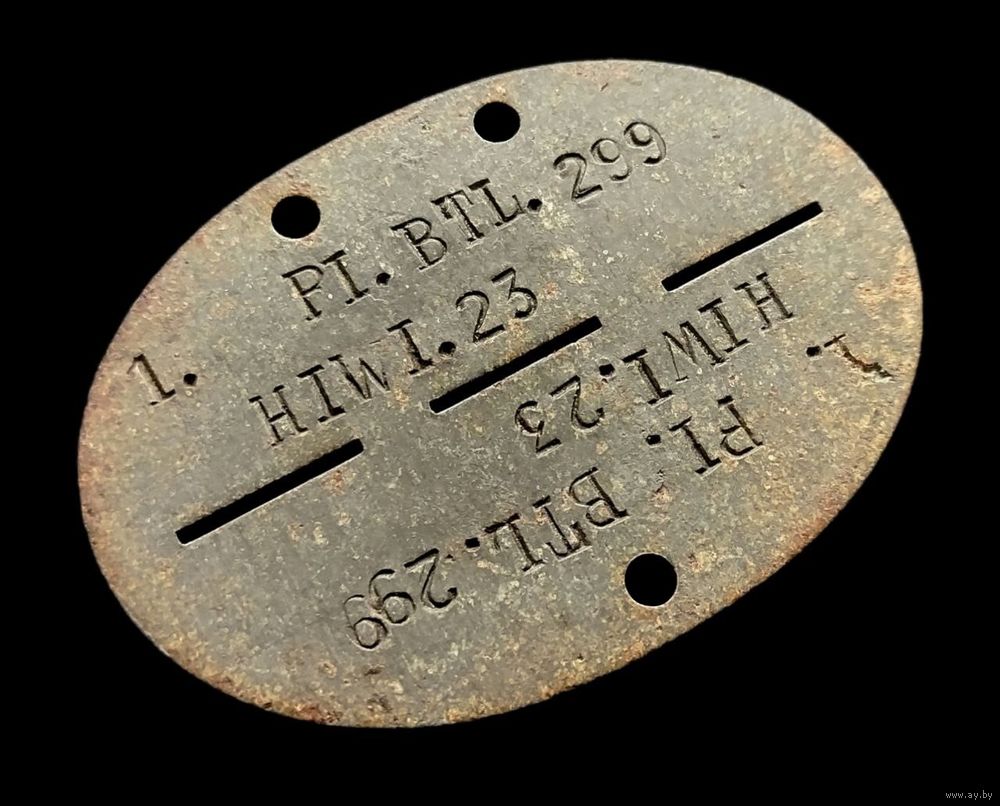 PI. BTL. 299
1. HIWI. 23
1. HIWI. 23
PI. BTL. 299
www.ay.by